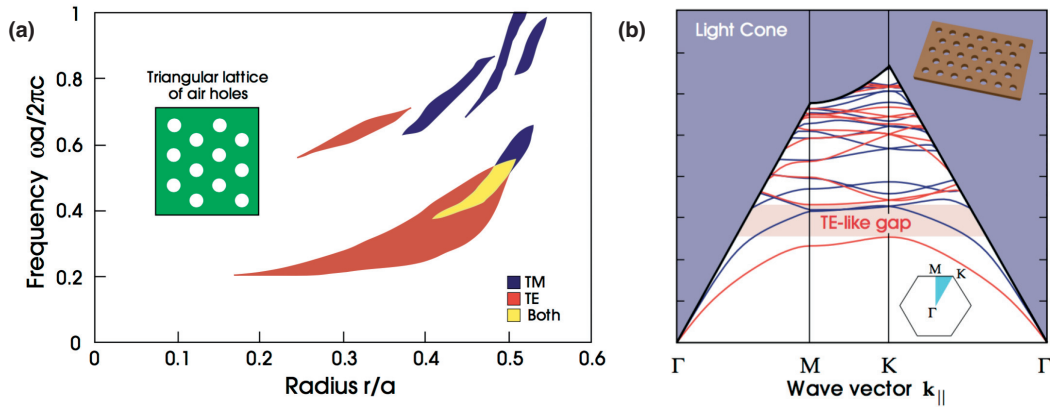 (a)
Frequency ωa/2πc
1
0.8
0.6
0.4
0.2
0
Triangular lattice
of air holes
TM
TE
Both
0 0.1 0.2 0.3 0.4 0.5 0.6
Radius r/a
(b)
Light Cone
TE-like gap
M K
Γ
Γ M K Γ
Wave vector k||